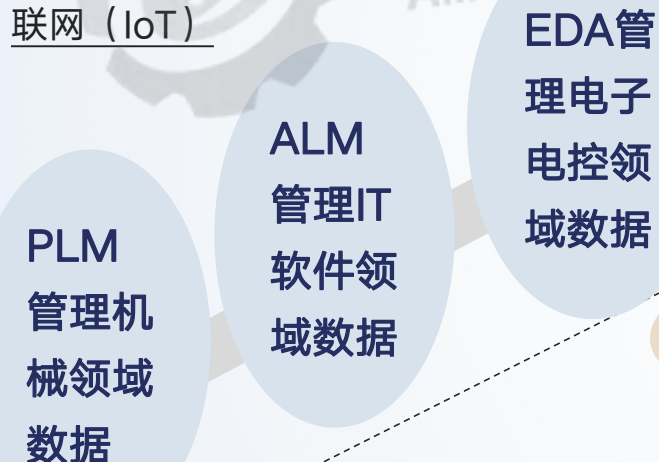 联网（IoT）
EDA管
理电子
电控领
域数据
ALM
管理IT
软件领
域数据
PLM
管理机
械领域
数据